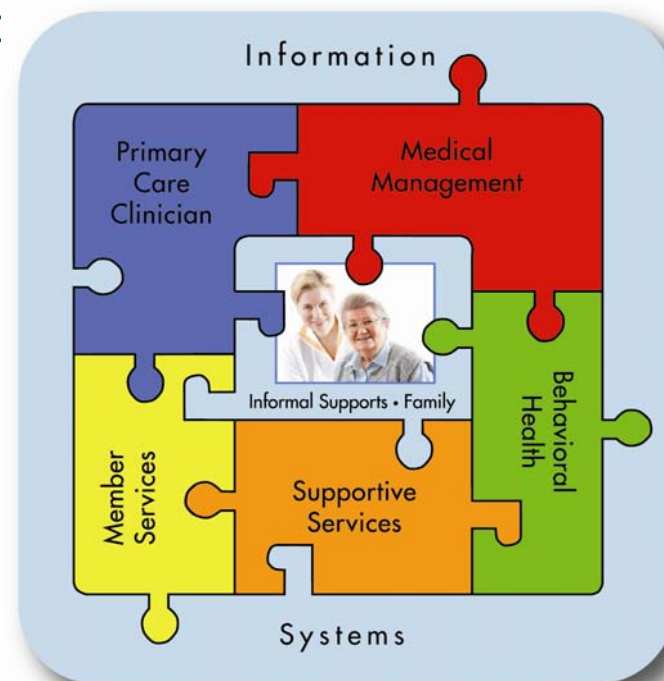 Information
Primary
Care
Clinician
Medical
Management
Informal Supports • Family
Member
Services
Supportive
Services
Behavioral
Health
Systems